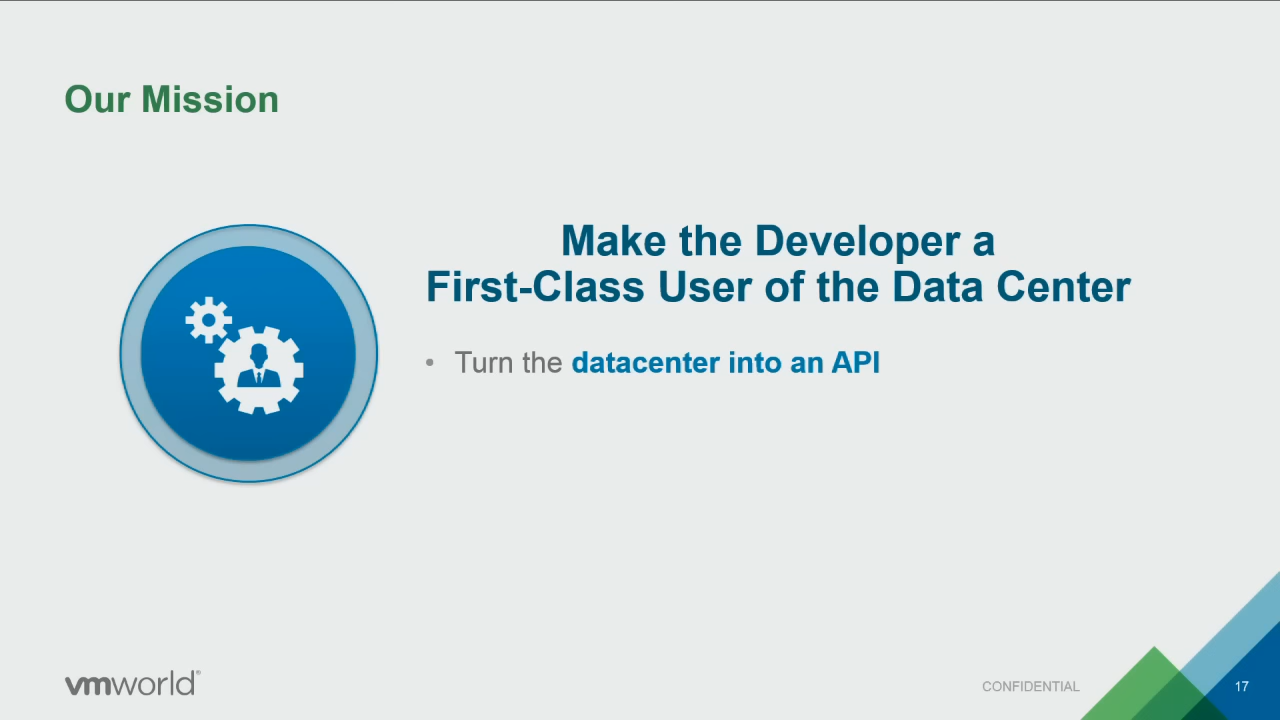 Our Mission
Make the Developer a
First-Class User of the Data Center
• Turn the datacenter into an API
vmworld®
CONFIDENTIAL
17